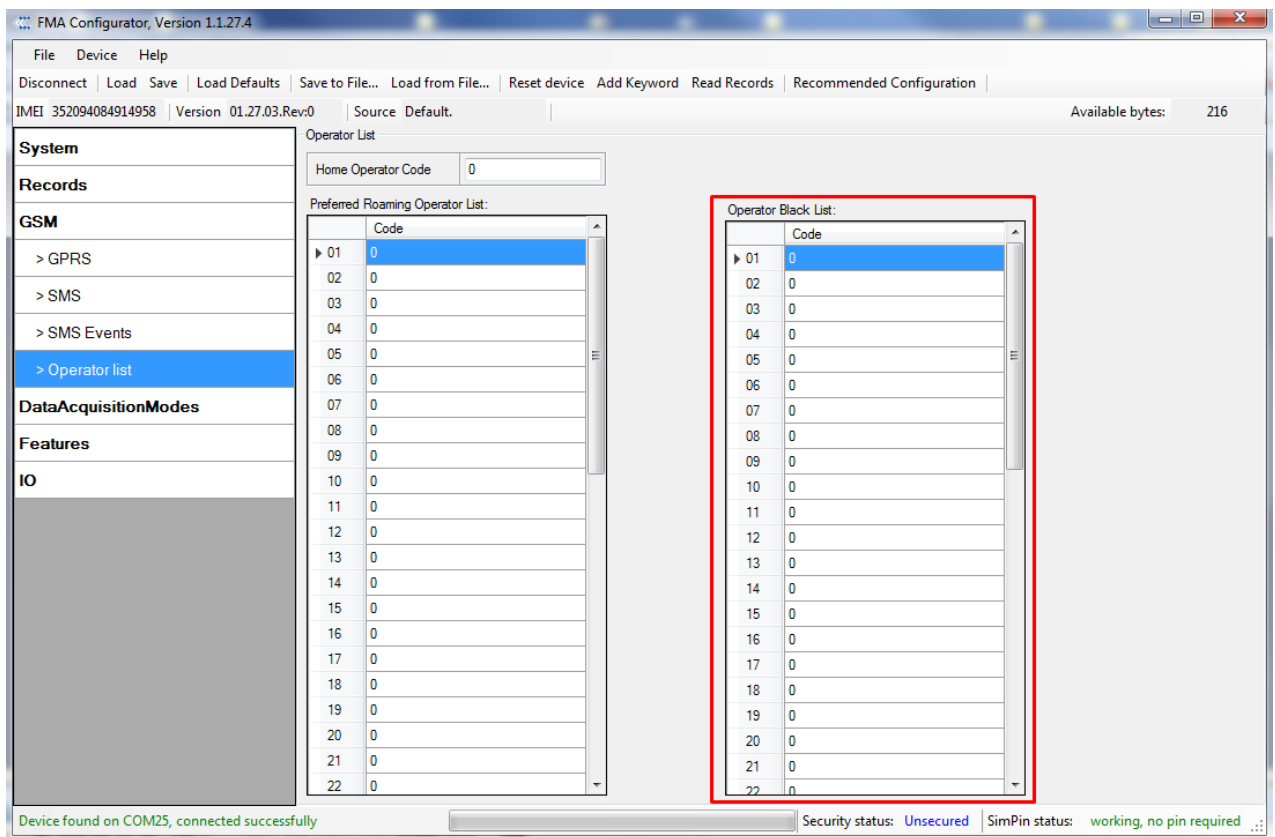 FMA Configurator, Version 1.1.27.4
File Device Help
Disconnect Load Save Load Defaults Save to File... Load from File... Reset device Add Keyword Read Records Recommended Configuration
IMEI 352094084914958 Version 01.27.03.Rev:0 Source Default. Available bytes: 216
System
Records
GSM
> GPRS
> SMS
> SMS Events
> Operator list
DataAcquisitionModes
Features
IO
Operator List
Home Operator Code 0
Preferred Roaming Operator List:
Code
01 0
02 0
03 0
04 0
05 0
06 0
07 0
08 0
09 0
10 0
11 0
12 0
13 0
14 0
15 0
16 0
17 0
18 0
19 0
20 0
21 0
22 0
Operator Black List:
Code
01 0
02 0
03 0
04 0
05 0
06 0
07 0
08 0
09 0
10 0
11 0
12 0
13 0
14 0
15 0
16 0
17 0
18 0
19 0
20 0
21 0
22 0
Device found on COM25, connected successfully Security status: Unsecured SimPin status: working, no pin required